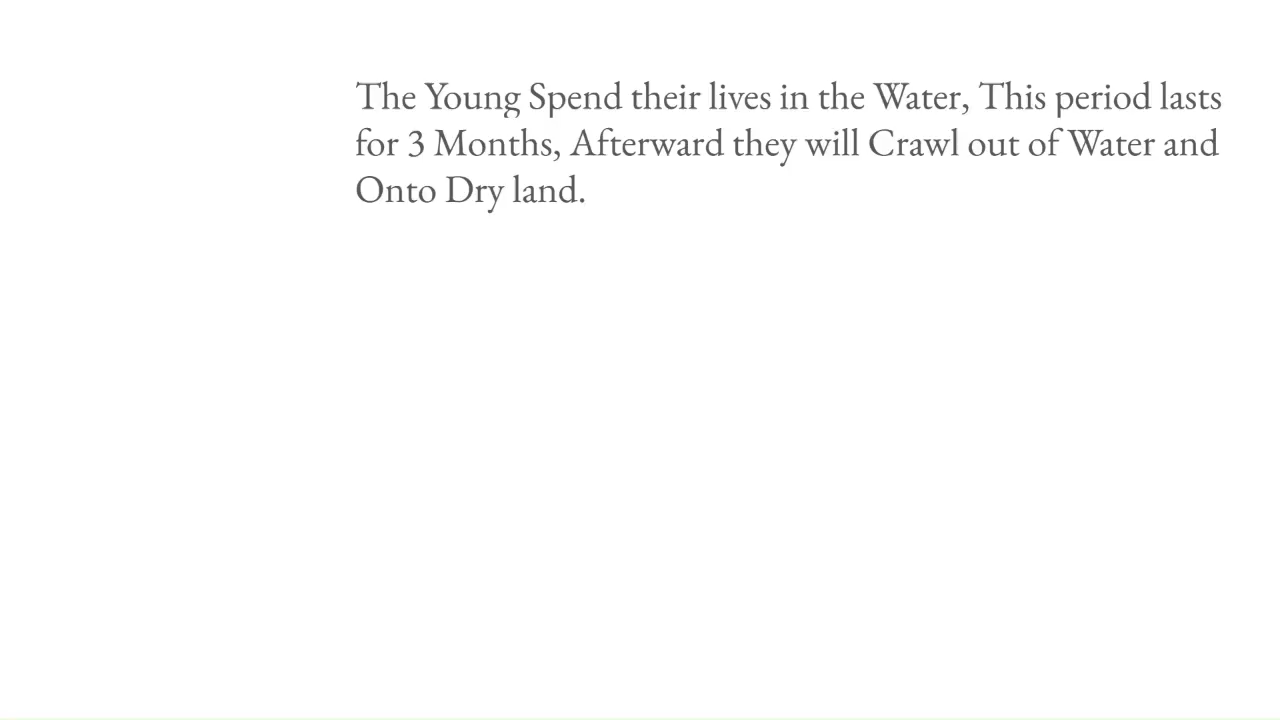 The Young Spend their lives in the Water, This period lasts
for 3 Months, Afterward they will Crawl out of Water and
Onto Dry land.